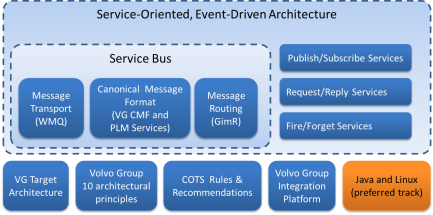 Service-Oriented, Event-Driven Architecture
Service Bus
Message
Transport
(WMQ)
Canonical Message
Format
(VG CMF and
PLM Services)
Message
Routing
(GimR)
Publish/Subscribe Services
Request/Reply Services
Fire/Forget Services
VG Target
Architecture
Volvo Group
10 architectural
principles
COTS Rules &
Recommendations
Volvo Group
Integration
Platform
Java and Linux
(preferred track)